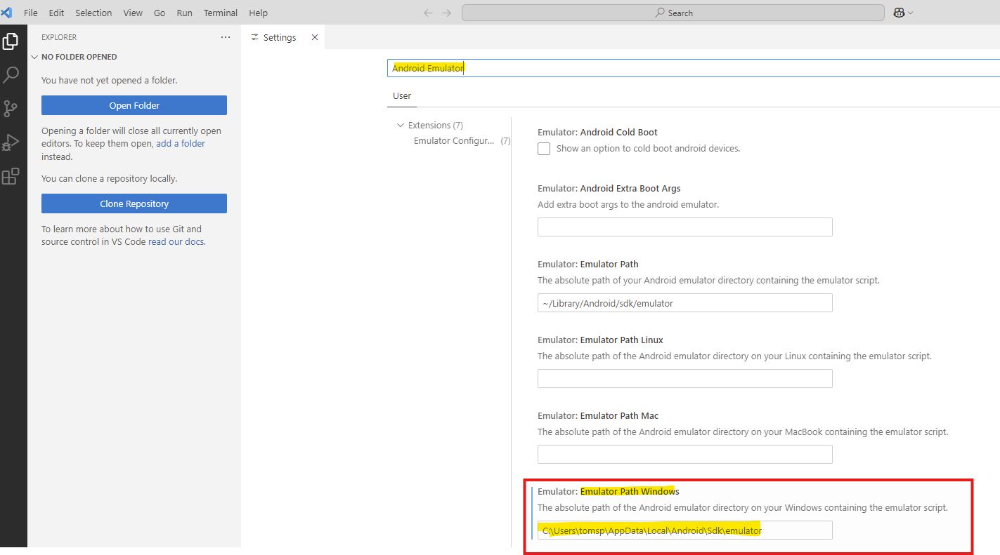 File Edit Selection View Go Run Terminal Help
Search
EXPLORER
NO FOLDER OPENED
You have not yet opened a folder.
Open Folder
Opening a folder will close all currently open
editors. To keep them open, add a folder
instead.
You can clone a repository locally.
Clone Repository
To learn more about how to use Git and
source control in VS Code read our docs.
Settings
Android Emulator
User
Extensions (7)
Emulator Configur... (7)
Emulator: Android Cold Boot
Show an option to cold boot android devices.
Emulator: Android Extra Boot Args
Add extra boot args to the android emulator.
Emulator: Emulator Path
The absolute path of your Android emulator directory containing the emulator script.
~/Library/Android/sdk/emulator
Emulator: Emulator Path Linux
The absolute path of the Android emulator directory on your Linux containing the emulator script.
Emulator: Emulator Path Mac
The absolute path of the Android emulator directory on your MacBook containing the emulator script.
Emulator: Emulator Path Windows
The absolute path of the Android emulator directory on your Windows containing the emulator script.
C:\Users\tomsp\AppData\Local\Android\Sdk\emulator